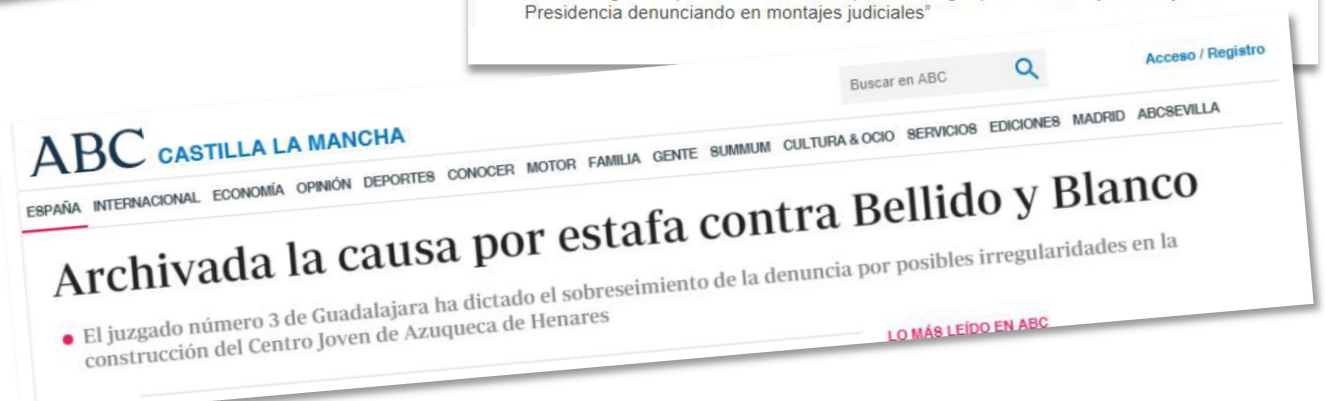 Presidencia denunciando en montajes judiciales"
Buscar en ABC
Acceso / Registro
ABC CASTILLA LA MANCHA
ESPAÑA INTERNACIONAL ECONOMÍA OPINIÓN DEPORTES CONOCER MOTOR FAMILIA GENTE SUMMUM CULTURA & OCIO SERVICIOS EDICIONES MADRID ABCSEVILLA
Archivada la causa por estafa contra Bellido y Blanco
El juzgado número 3 de Guadalajara ha dictado el sobreseimiento de la denuncia por posibles irregularidades en la
construcción del Centro Joven de Azuqueca de Henares
LO MÁS LEÍDO EN ABC